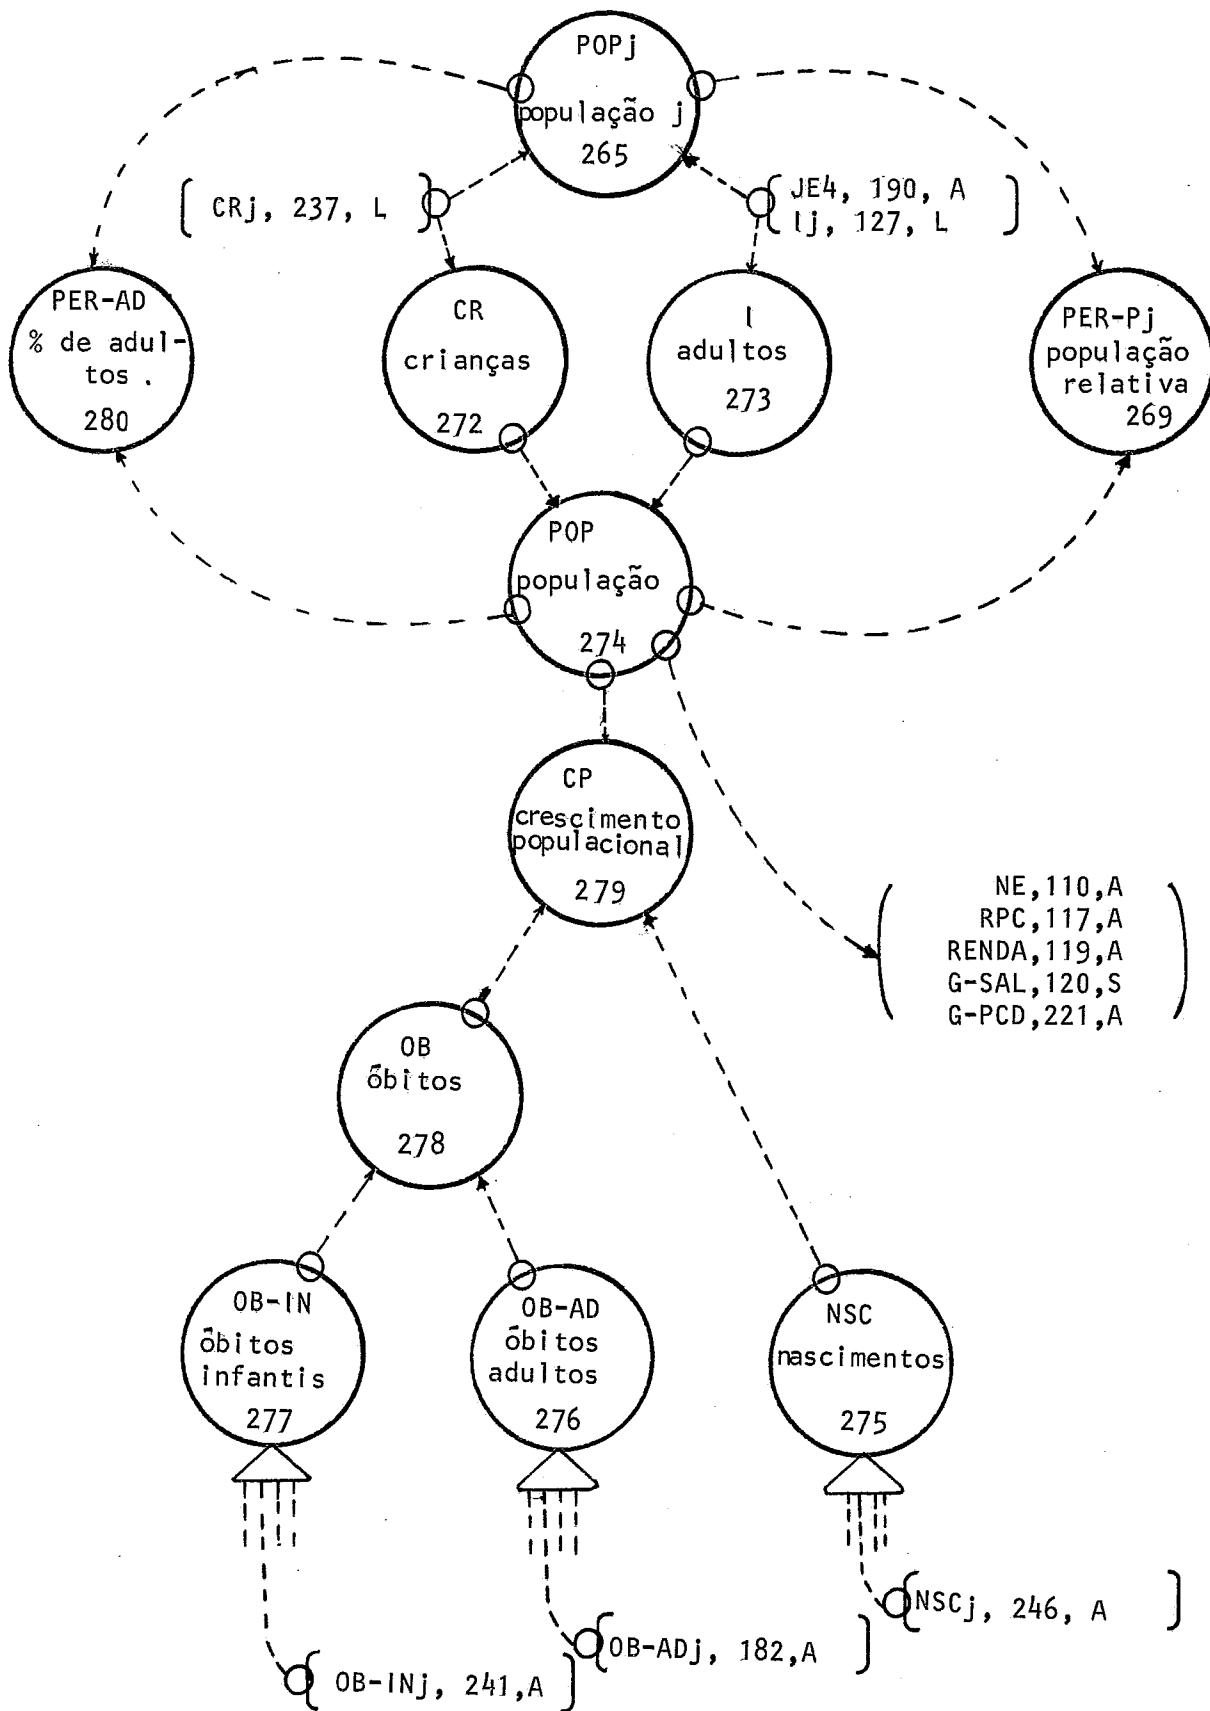 POPj
população j
265
CRj, 237, L
JE4, 190, A
Ij, 127, L
PER-AD
% de adul-
tos .
280
CR
crianças
272
I
adultos
273
PER-Pj
população
relativa
269
POP
população
274
CP
crescimento
populacional
279
NE,110,A
RPC,117,A
RENDA,119,A
G-SAL,120,S
G-PCD,221,A
OB
óbitos
278
OB-IN
óbitos
infantis
277
OB-AD
óbitos
adultos
276
NSC
nascimentos
275
NSCj, 246, A
OB-ADj, 182,A
OB-INj, 241,A